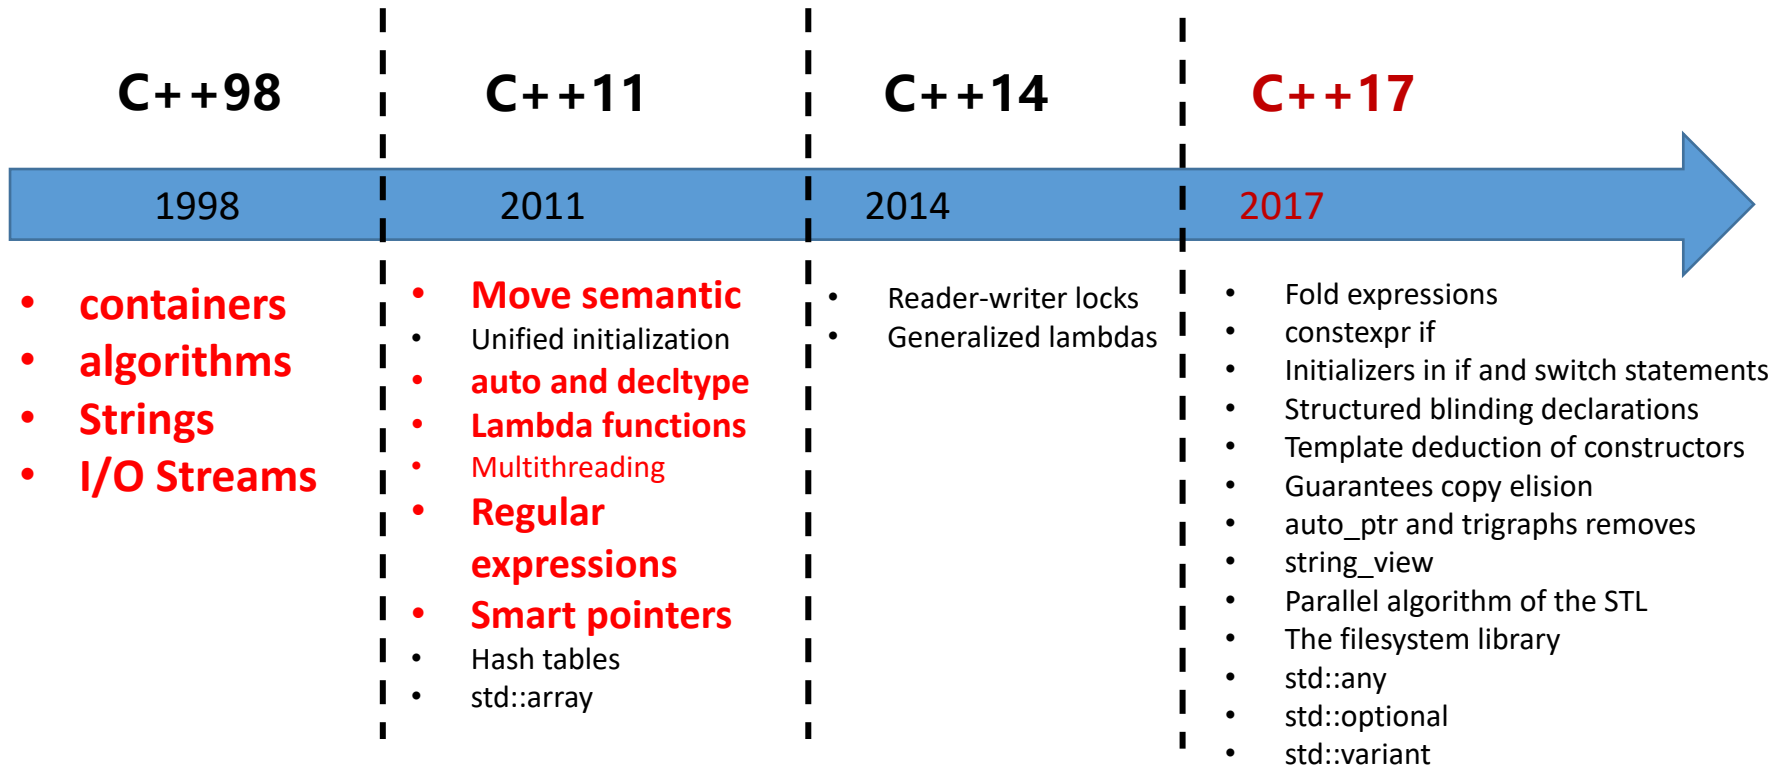 C++98
C++11
C++14
C++17
1998
2011
2014
2017
• containers
• algorithms
• Strings
• I/O Streams
• Move semantic
• Unified initialization
• auto and decltype
• Lambda functions
• Multithreading
• Regular
expressions
• Smart pointers
• Hash tables
• std::array
• Reader-writer locks
• Generalized lambdas
• Fold expressions
• constexpr if
• Initializers in if and switch statements
• Structured blinding declarations
• Template deduction of constructors
• Guarantees copy elision
• auto_ptr and trigraphs removes
• string_view
• Parallel algorithm of the STL
• The filesystem library
• std::any
• std::optional
• std::variant